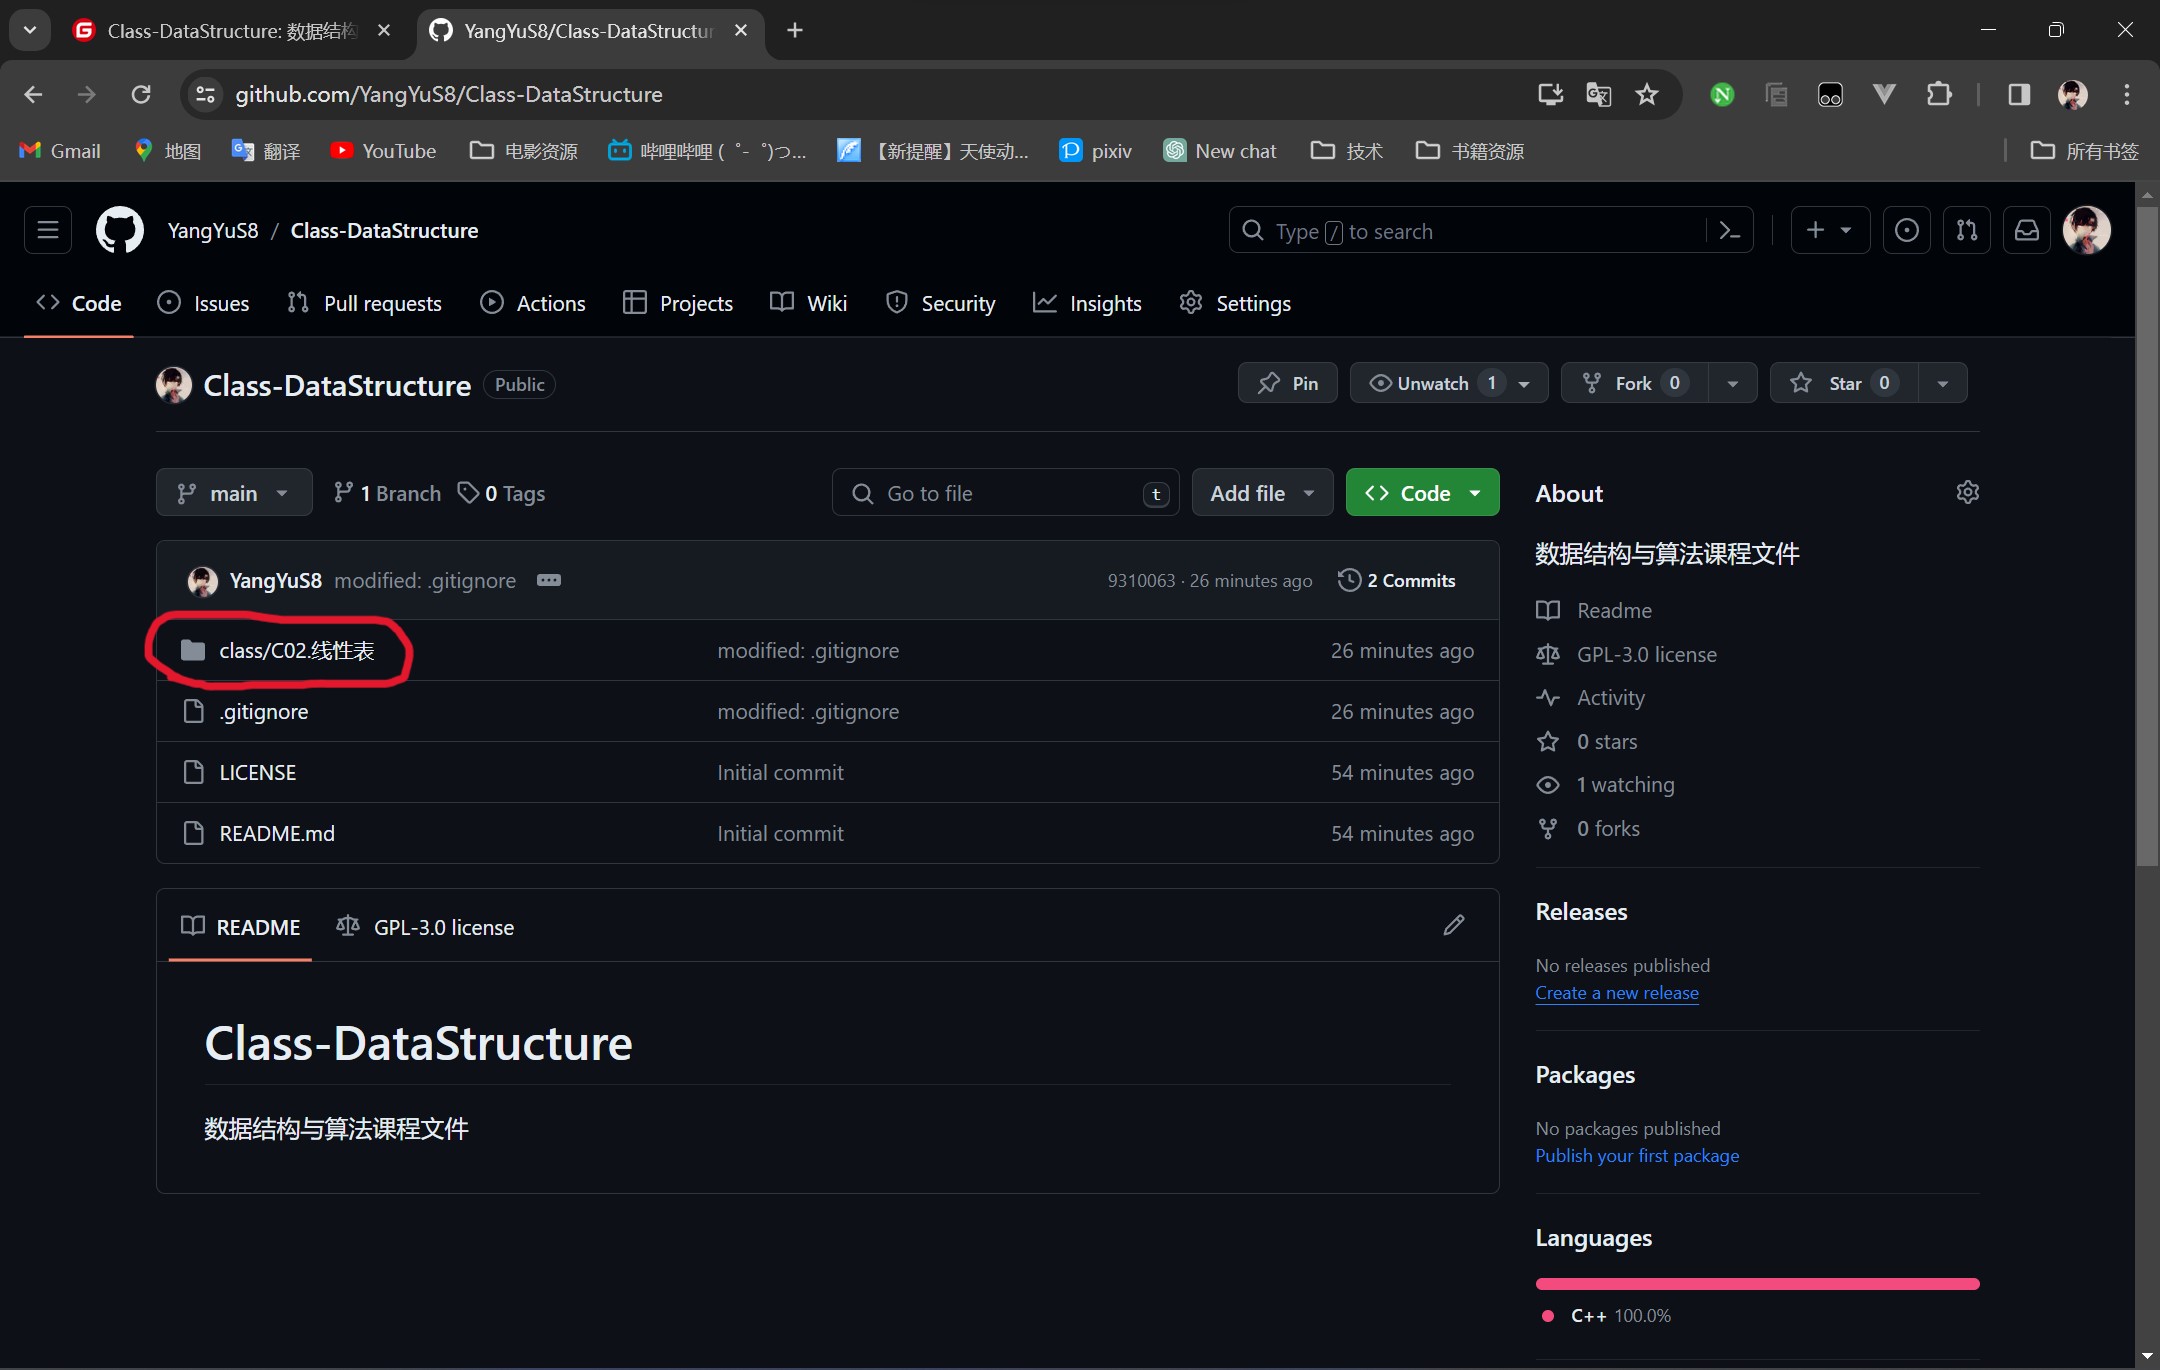 Class-DataStructure: 数据结构
YangYuS8/Class-DataStructur
github.com/YangYuS8/Class-DataStructure
Gmail 地图 翻译 YouTube 电影资源 哔哩哔哩 ( ゜- ゜)つ... 【新提醒】天使动... pixiv New chat 技术 书籍资源 所有书签
YangYuS8 / Class-DataStructure Type / to search
Code Issues Pull requests Actions Projects Wiki Security Insights Settings
Class-DataStructure Public Pin Unwatch 1 Fork 0 Star 0
main 1 Branch 0 Tags Go to file t Add file Code
YangYuS8 modified: .gitignore 9310063 · 26 minutes ago 2 Commits
class/C02.线性表 modified: .gitignore 26 minutes ago
.gitignore modified: .gitignore 26 minutes ago
LICENSE Initial commit 54 minutes ago
README.md Initial commit 54 minutes ago
README GPL-3.0 license
Class-DataStructure
数据结构与算法课程文件
About
数据结构与算法课程文件
Readme
GPL-3.0 license
Activity
0 stars
1 watching
0 forks
Releases
No releases published
Create a new release
Packages
No packages published
Publish your first package
Languages
C++ 100.0%